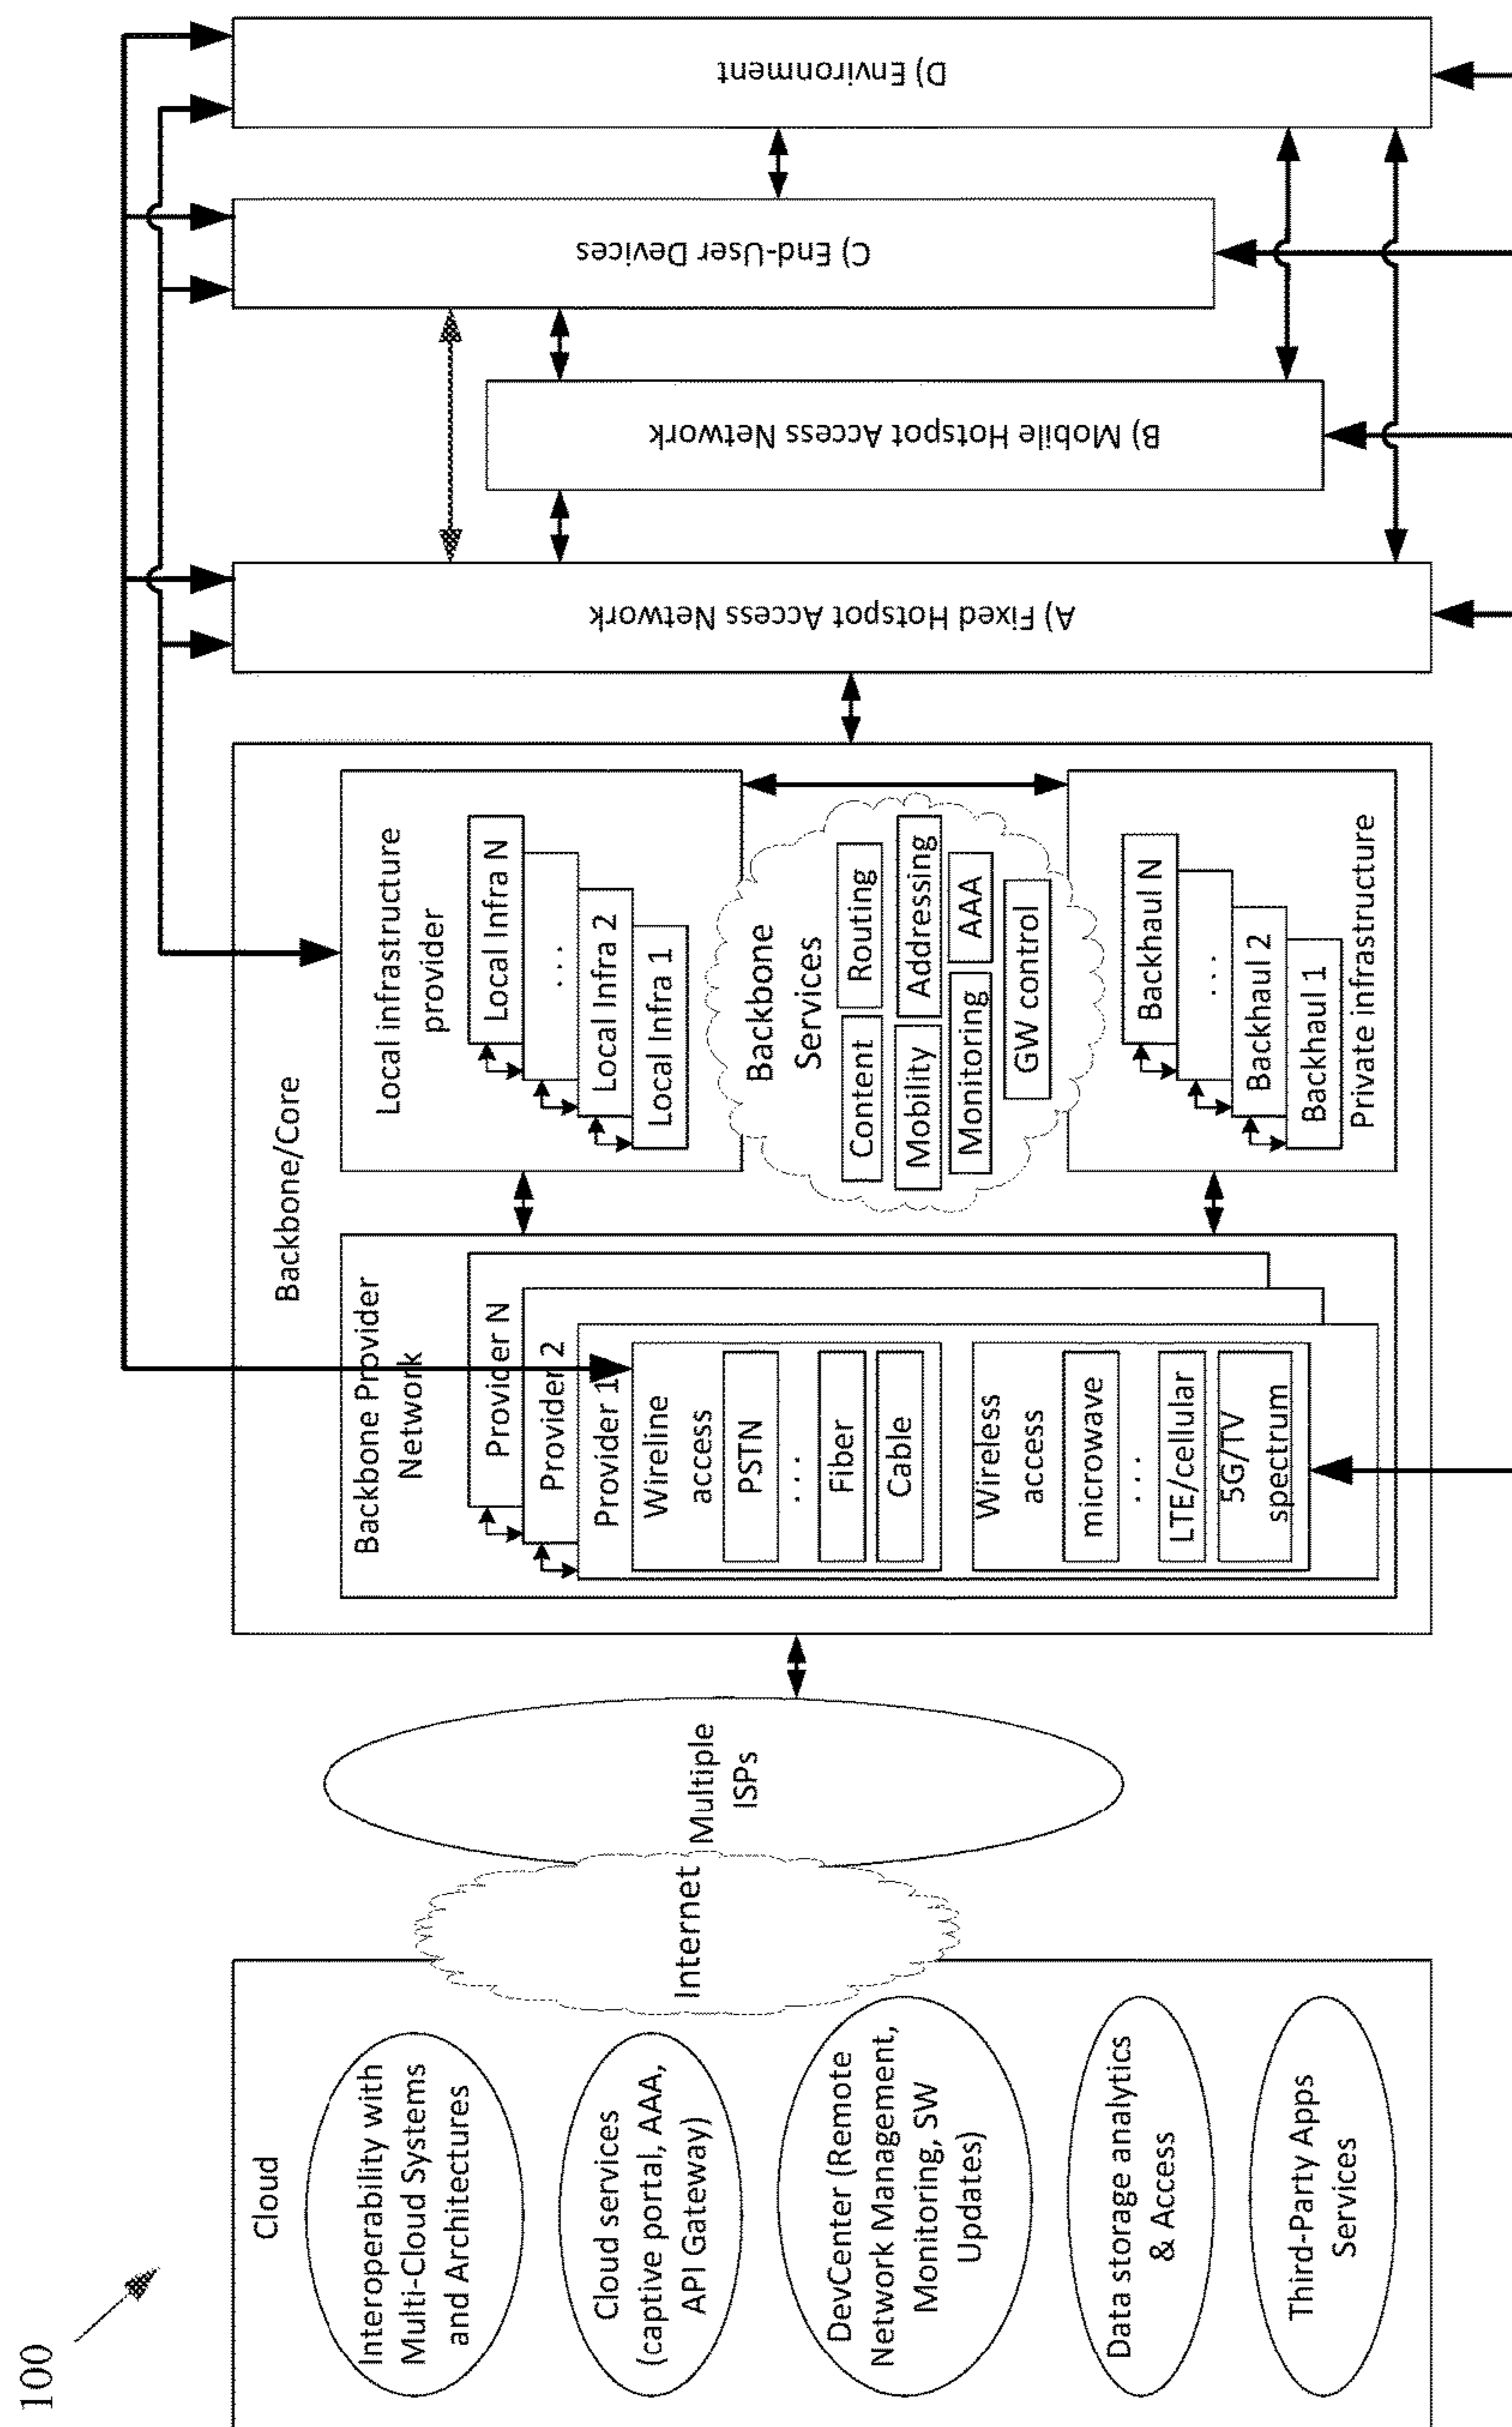 100
Cloud
Interoperability with
Multi-Cloud Systems
and Architectures
Cloud services
(captive portal, AAA,
API Gateway)
DevCenter (Remote
Network Management,
Monitoring, SW
Updates)
Data storage analytics
& Access
Third-Party Apps
Services
Internet
Multiple
ISPs
Backbone/Core
Backbone Provider
Network
Provider N
Provider 2
Provider 1
Wireline
access
PSTN
. . .
Fiber
Cable
Wireless
access
microwave
. . .
LTE/cellular
5G/TV
spectrum
Local infrastructure
provider
Local Infra N
. . .
Local Infra 2
Local Infra 1
Backbone
Services
Content
Routing
Mobility
Addressing
Monitoring
AAA
GW control
Backhaul N
. . .
Backhaul 2
Backhaul 1
Private infrastructure
A) Fixed Hotspot Access Network
B) Mobile Hotspot Access Network
C) End-User Devices
D) Environment